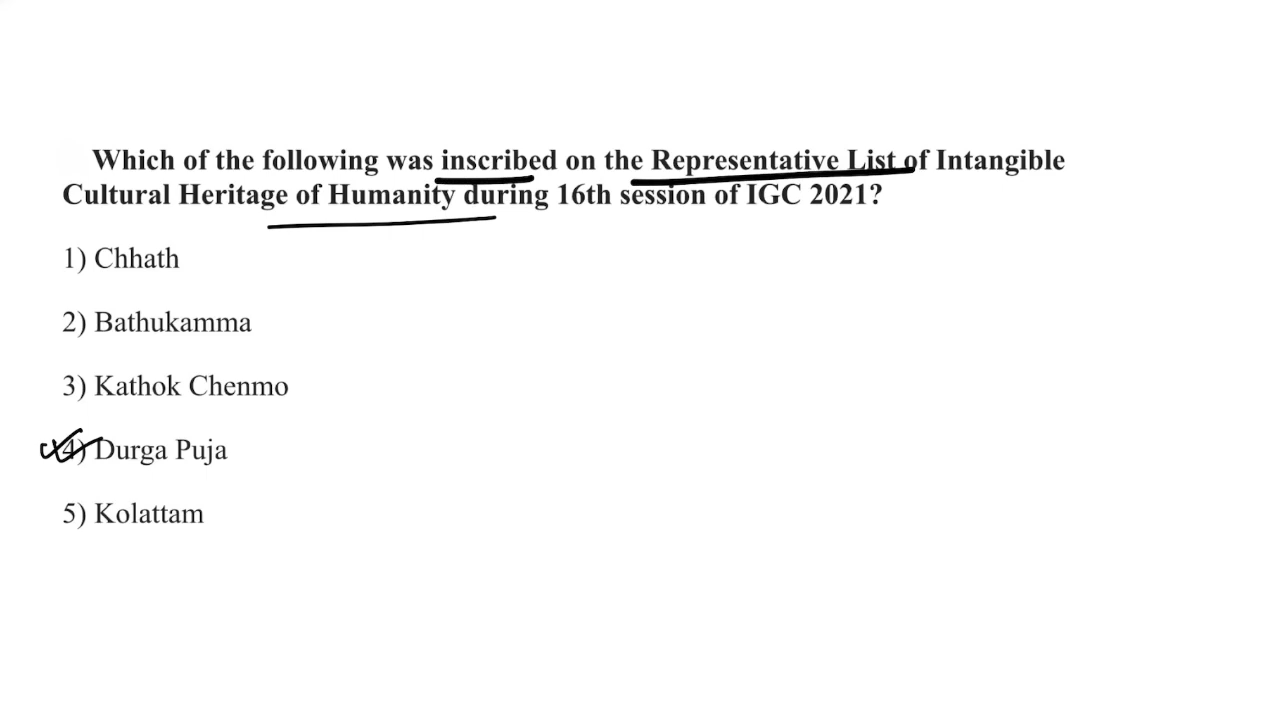 Which of the following was inscribed on the Representative List of Intangible
Cultural Heritage of Humanity during 16th session of IGC 2021?
1) Chhath
2) Bathukamma
3) Kathok Chenmo
4) Durga Puja
5) Kolattam